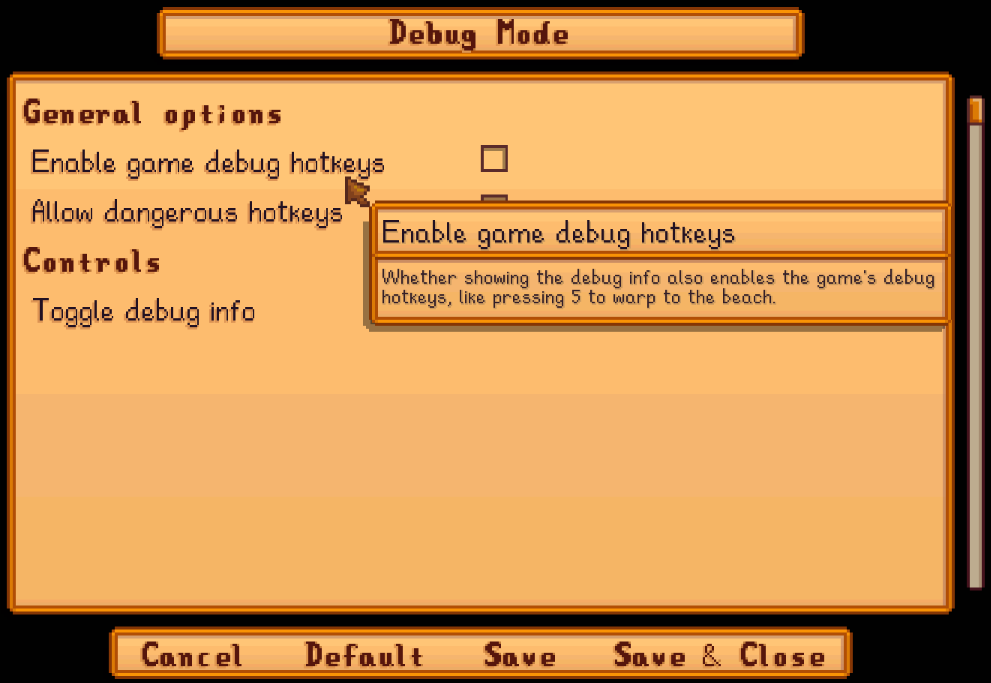 Debug Mode
General options
Enable game debug hotkeys
Allow dangerous hotkeys
Enable game debug hotkeys
Whether showing the debug info also enables the game's debug
hotkeys, like pressing 5 to warp to the beach.
Controls
Toggle debug info
Cancel Default Save Save & Close